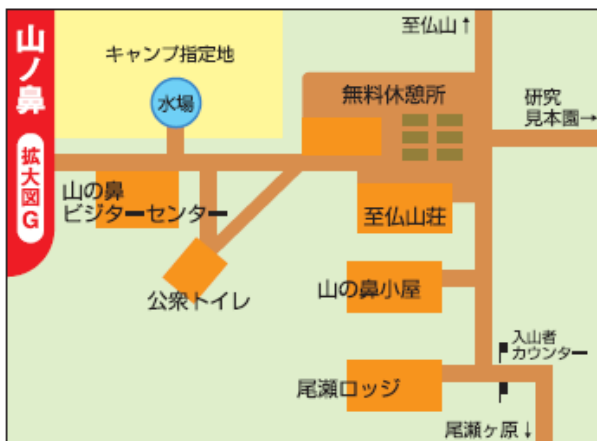 山ノ鼻
拡大図G
キャンプ指定地
水場
至仏山↑
無料休憩所
研究
見本園→
山の鼻
ビジターセンター
至仏山荘
公衆トイレ
山の鼻小屋
入山者
カウンター
尾瀬ロッジ
尾瀬ヶ原↓